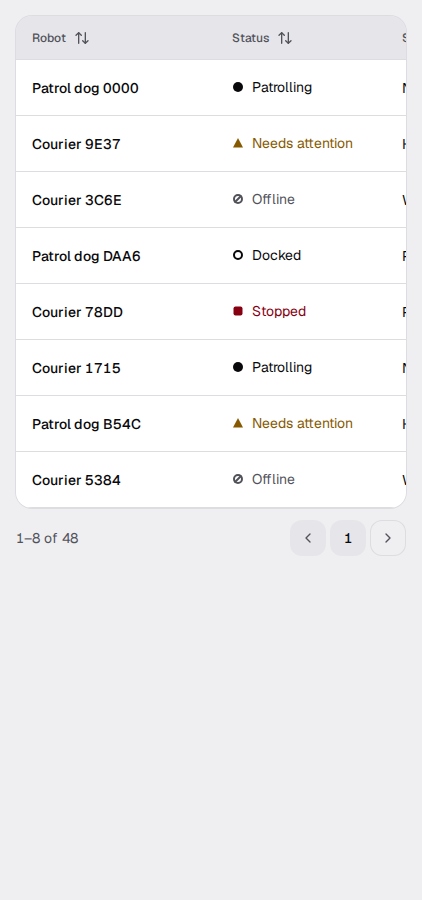 Robot Status
Patrol dog 0000 Patrolling
Courier 9E37 Needs attention
Courier 3C6E Offline
Patrol dog DAA6 Docked
Courier 78DD Stopped
Courier 1715 Patrolling
Patrol dog B54C Needs attention
Courier 5384 Offline
1–8 of 48 1